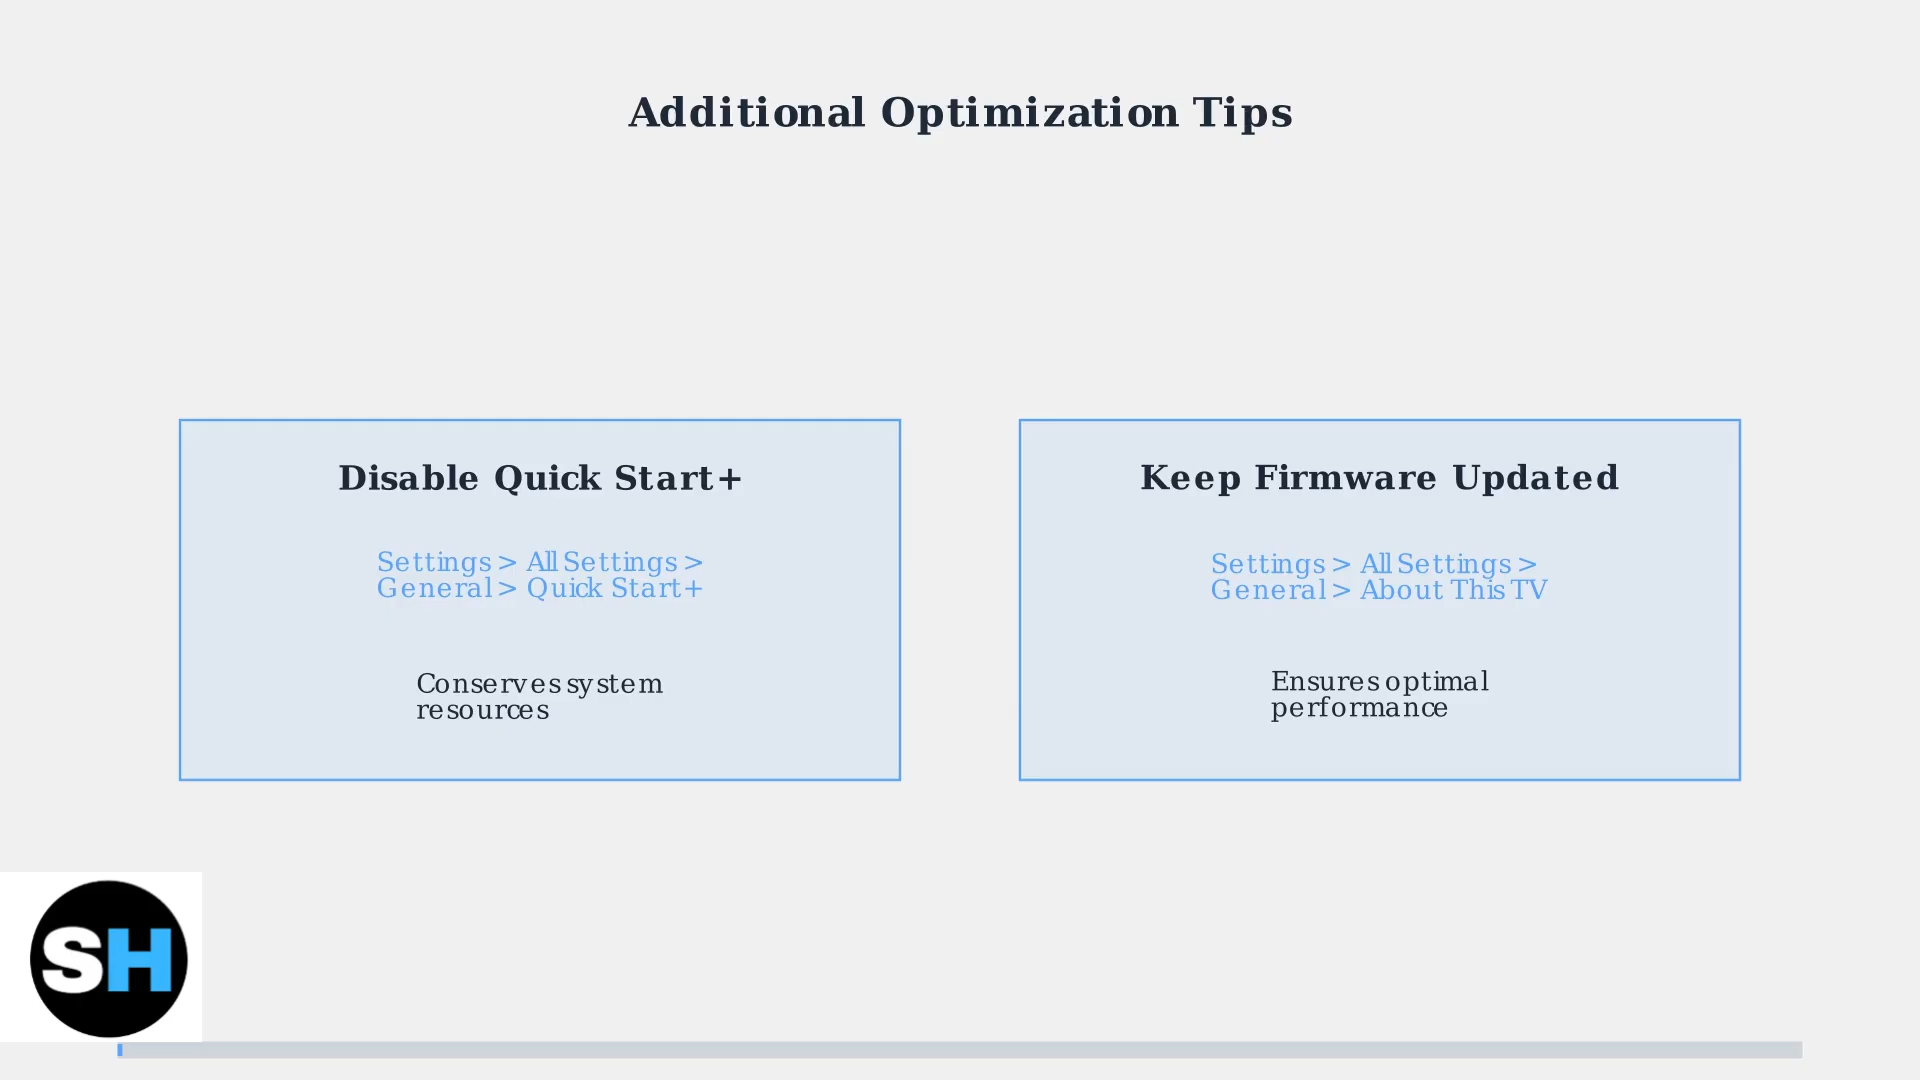 Additional Optimization Tips
Disable Quick Start+
Settings > All Settings >
General > Quick Start+
Conserves system
resources
Keep Firmware Updated
Settings > All Settings >
General > About This TV
Ensures optimal
performance
SH